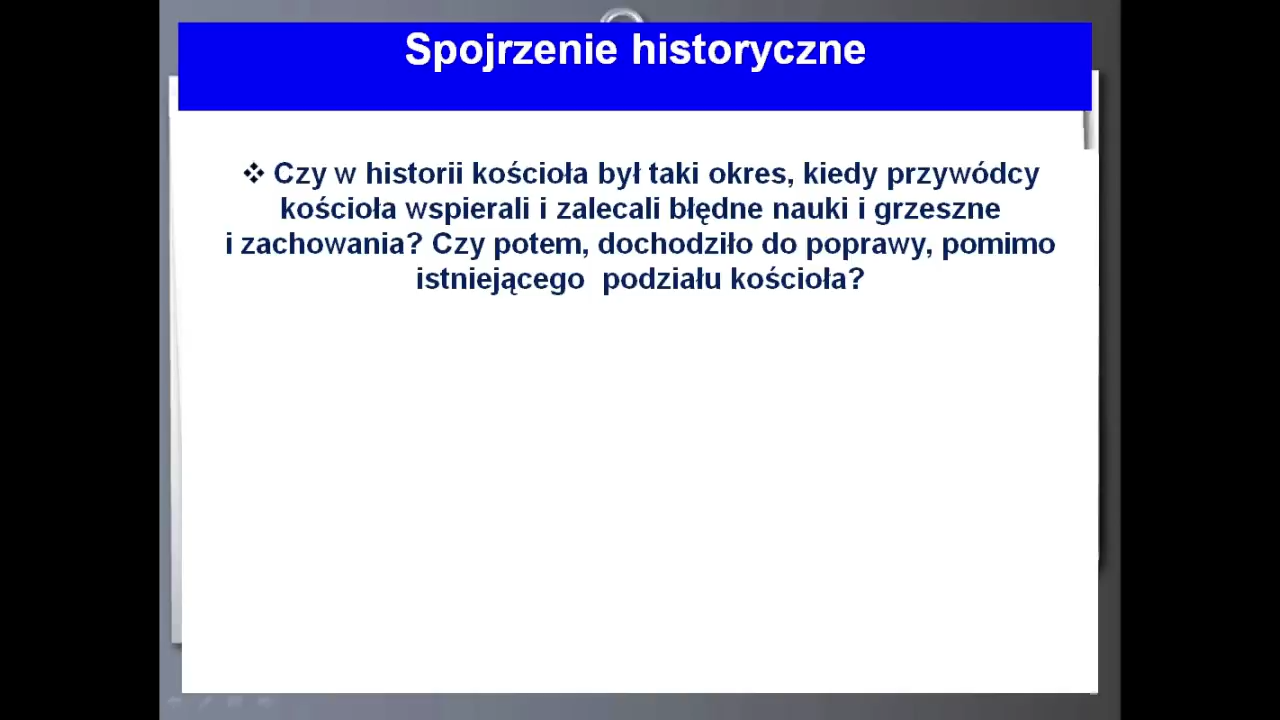 Spojrzenie historyczne
❖ Czy w historii kościoła był taki okres, kiedy przywódcy
kościoła wspierali i zalecali błędne nauki i grzeszne
i zachowania? Czy potem, dochodziło do poprawy, pomimo
istniejącego podziału kościoła?